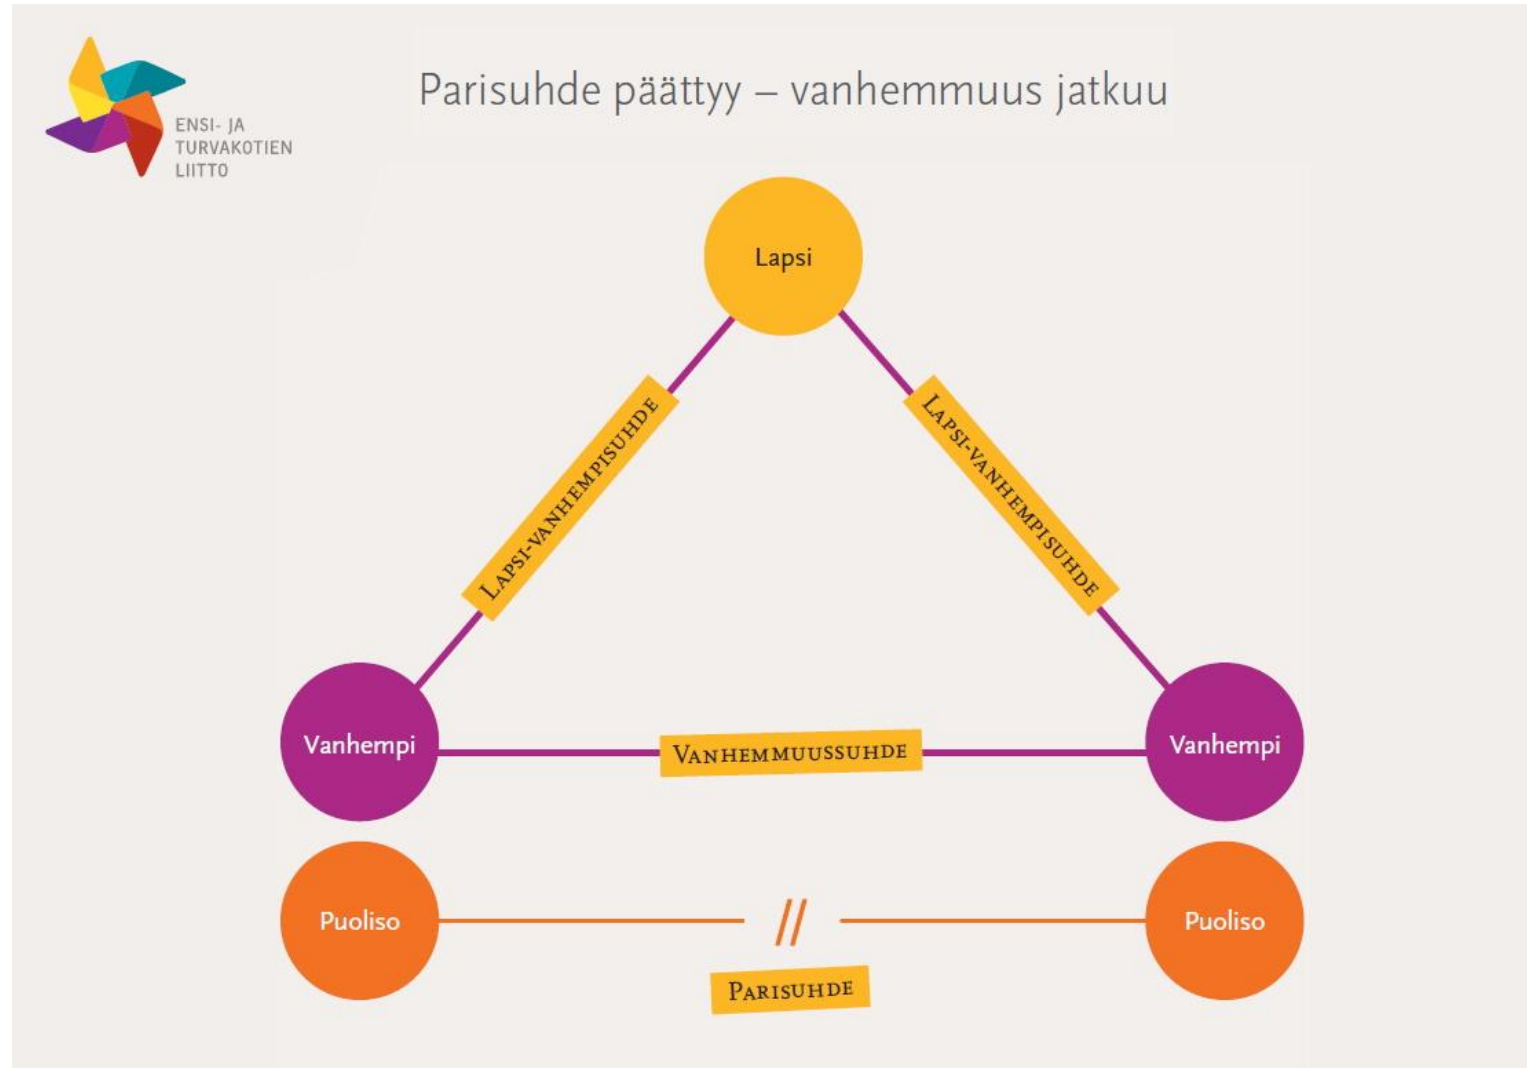 ENSI- JA
TURVAKOTIEN
LIITTO
Parisuhde päättyy – vanhemmuus jatkuu
Lapsi
LAPSI-VANHEMPISUHDE
LAPSI-VANHEMPISUHDE
Vanhempi
VANHEMMUUSSUHDE
Vanhempi
Puoliso
//
Puoliso
PARISUHDE